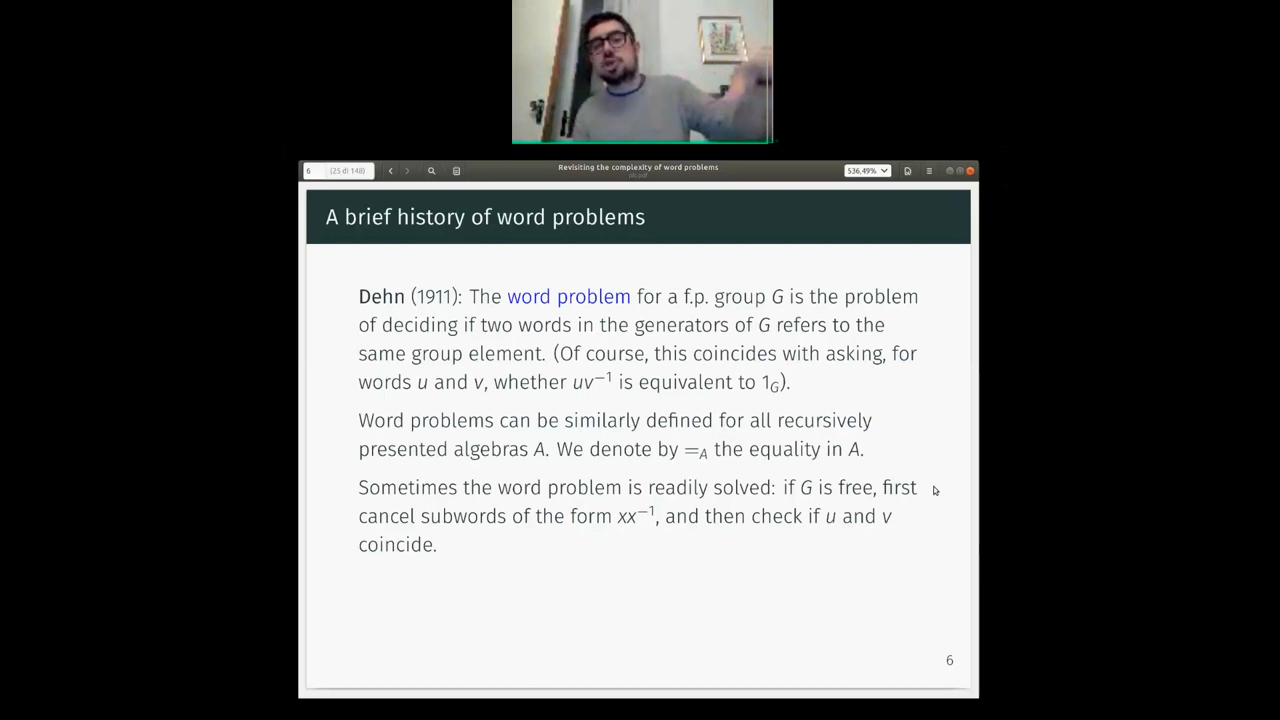 6 (25 di 148) Revisiting the complexity of word problems 536,49%
A brief history of word problems
Dehn (1911): The word problem for a f.p. group G is the problem
of deciding if two words in the generators of G refers to the
same group element. (Of course, this coincides with asking, for
words u and v, whether uv⁻¹ is equivalent to 1_G).
Word problems can be similarly defined for all recursively
presented algebras A. We denote by =_A the equality in A.
Sometimes the word problem is readily solved: if G is free, first
cancel subwords of the form xx⁻¹, and then check if u and v
coincide.
6